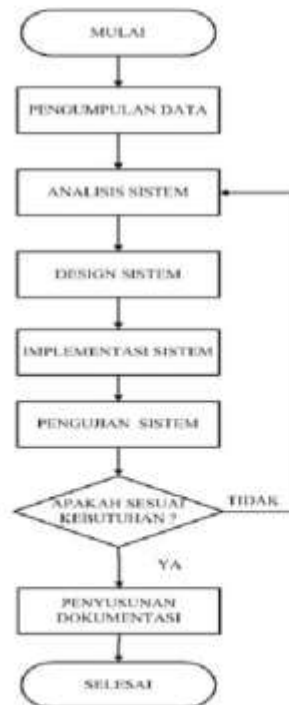 MULAI
PENGUMPULAN DATA
ANALISIS SISTEM
DESIGN SISTEM
IMPLEMENTASI SISTEM
PENGUJIAN SISTEM
APAKAH SESUAI
KEBUTUHAN ?
TIDAK
YA
PENYUSUNAN
DOKUMENTASI
SELESAI